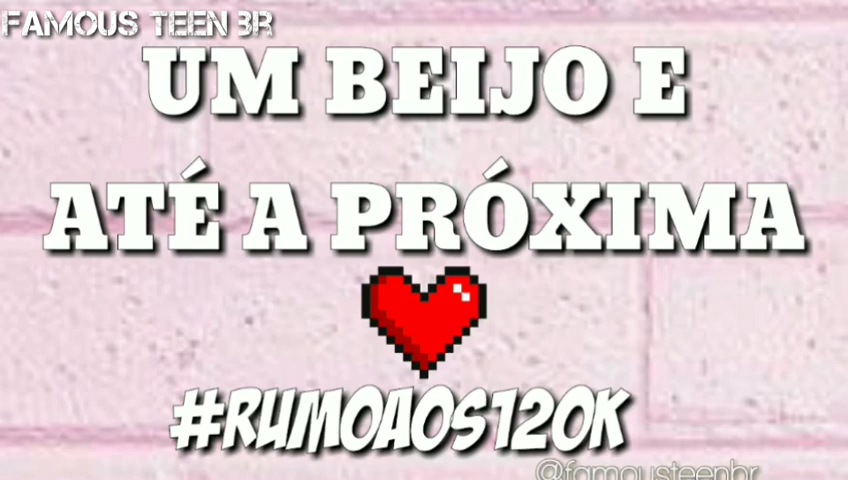 FAMOUS TEEN BR
UM BEIJO E
ATÉ A PRÓXIMA
#RUMOAOS120K
@famousteenbr